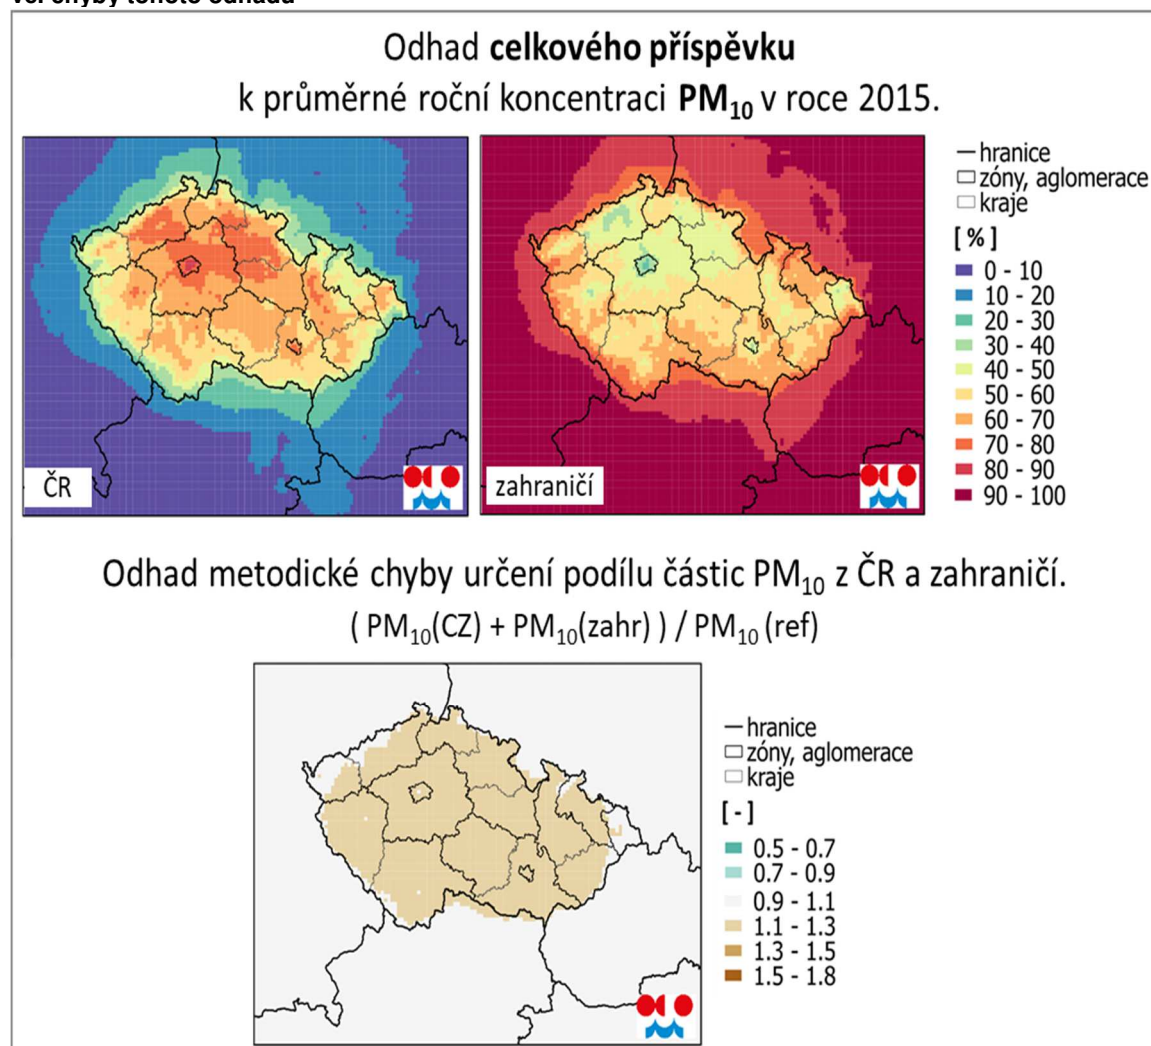 vč. chyby tohoto odhadu
Odhad celkového příspěvku
k průměrné roční koncentraci PM10 v roce 2015.
ČR
zahraničí
hranice
zóny, aglomerace
kraje
[ % ]
0 - 10
10 - 20
20 - 30
30 - 40
40 - 50
50 - 60
60 - 70
70 - 80
80 - 90
90 - 100
Odhad metodické chyby určení podílu částic PM10 z ČR a zahraničí.
( PM10(CZ) + PM10(zahr) ) / PM10 (ref)
hranice
zóny, aglomerace
kraje
[ - ]
0.5 - 0.7
0.7 - 0.9
0.9 - 1.1
1.1 - 1.3
1.3 - 1.5
1.5 - 1.8